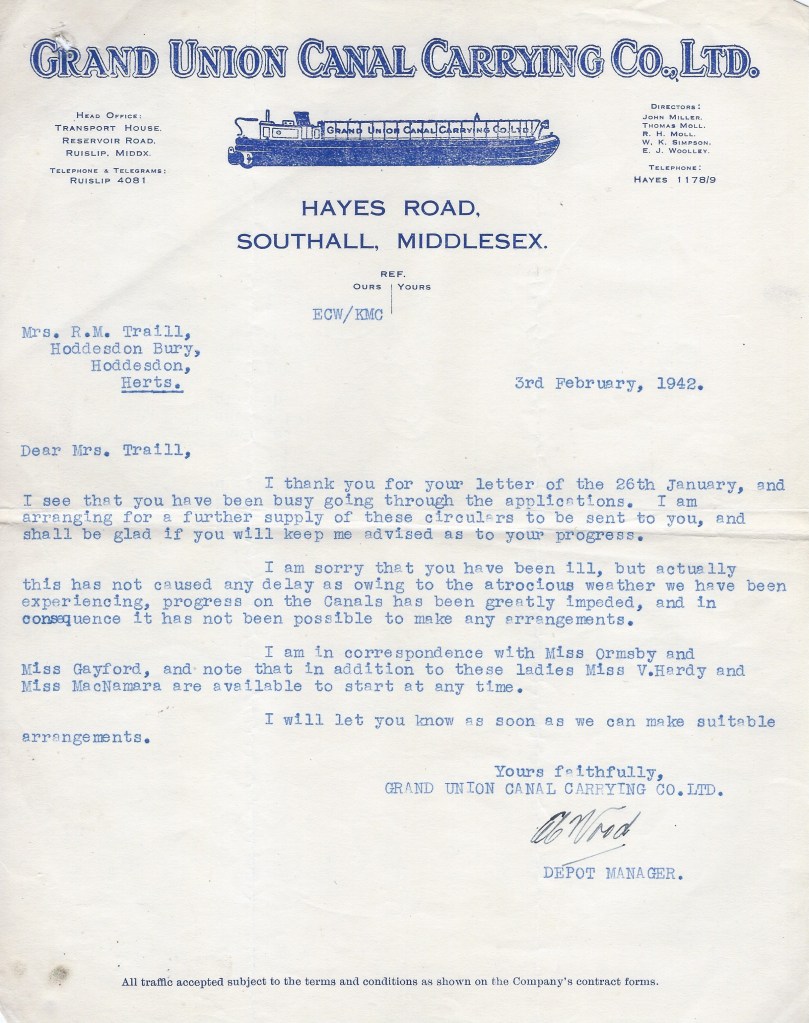 GRAND UNION CANAL CARRYING CO., LTD.
HEAD OFFICE:
TRANSPORT HOUSE,
RESERVOIR ROAD,
RUISLIP, MIDDX.
TELEPHONE & TELEGRAMS:
RUISLIP 4081
GRAND UNION CANAL CARRYING CO. LTD.
DIRECTORS:
JOHN MILLER.
THOMAS MOLL.
R. H. MOLL.
W. K. SIMPSON.
E. J. WOOLLEY.
TELEPHONE:
HAYES 1178/9
HAYES ROAD,
SOUTHALL, MIDDLESEX.
REF.
OURS YOURS
ECW/KMC
Mrs. R.M. Traill,
Hoddesdon Bury,
Hoddesdon,
Herts.
3rd February, 1942.
Dear Mrs. Traill,
I thank you for your letter of the 26th January, and
I see that you have been busy going through the applications. I am
arranging for a further supply of these circulars to be sent to you, and
shall be glad if you will keep me advised as to your progress.
I am sorry that you have been ill, but actually
this has not caused any delay as owing to the atrocious weather we have been
experiencing, progress on the Canals has been greatly impeded, and in
consequence it has not been possible to make any arrangements.
I am in correspondence with Miss Ormsby and
Miss Gayford, and note that in addition to these ladies Miss V.Hardy and
Miss MacNamara are available to start at any time.
I will let you know as soon as we can make suitable
arrangements.
Yours faithfully,
GRAND UNION CANAL CARRYING CO.LTD.
Wood
DEPOT MANAGER.
All traffic accepted subject to the terms and conditions as shown on the Company's contract forms.